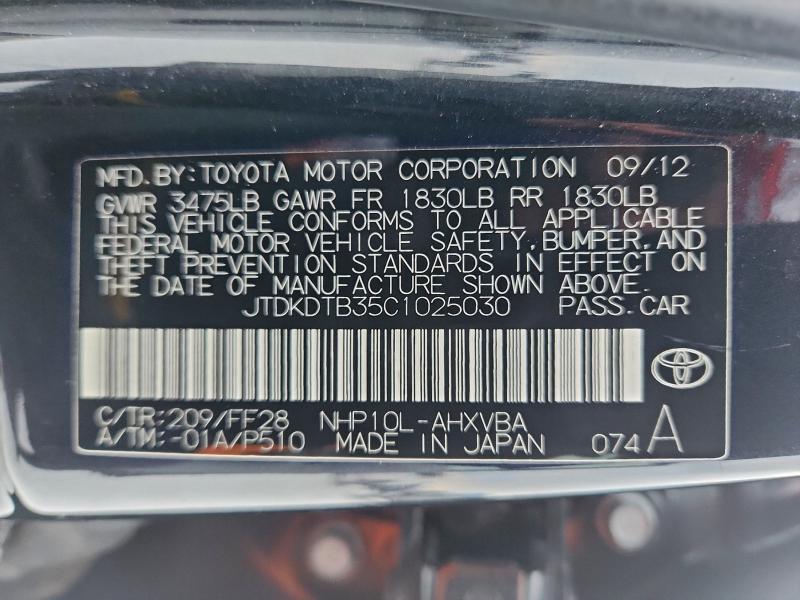 MFD.BY:TOYOTA MOTOR CORPORATION 09/12
GVWR 3475LB GAWR FR 1830LB RR 1830LB
THIS VEHICLE CONFORMS TO ALL APPLICABLE
FEDERAL MOTOR VEHICLE SAFETY,BUMPER,AND
THEFT PREVENTION STANDARDS IN EFFECT ON
THE DATE OF MANUFACTURE SHOWN ABOVE.
JTDKDTB35C1025030 PASS.CAR
C/TR:209/FF28 NHP10L-AHXVBA
A/TM:-01A/P510 MADE IN JAPAN 074 A